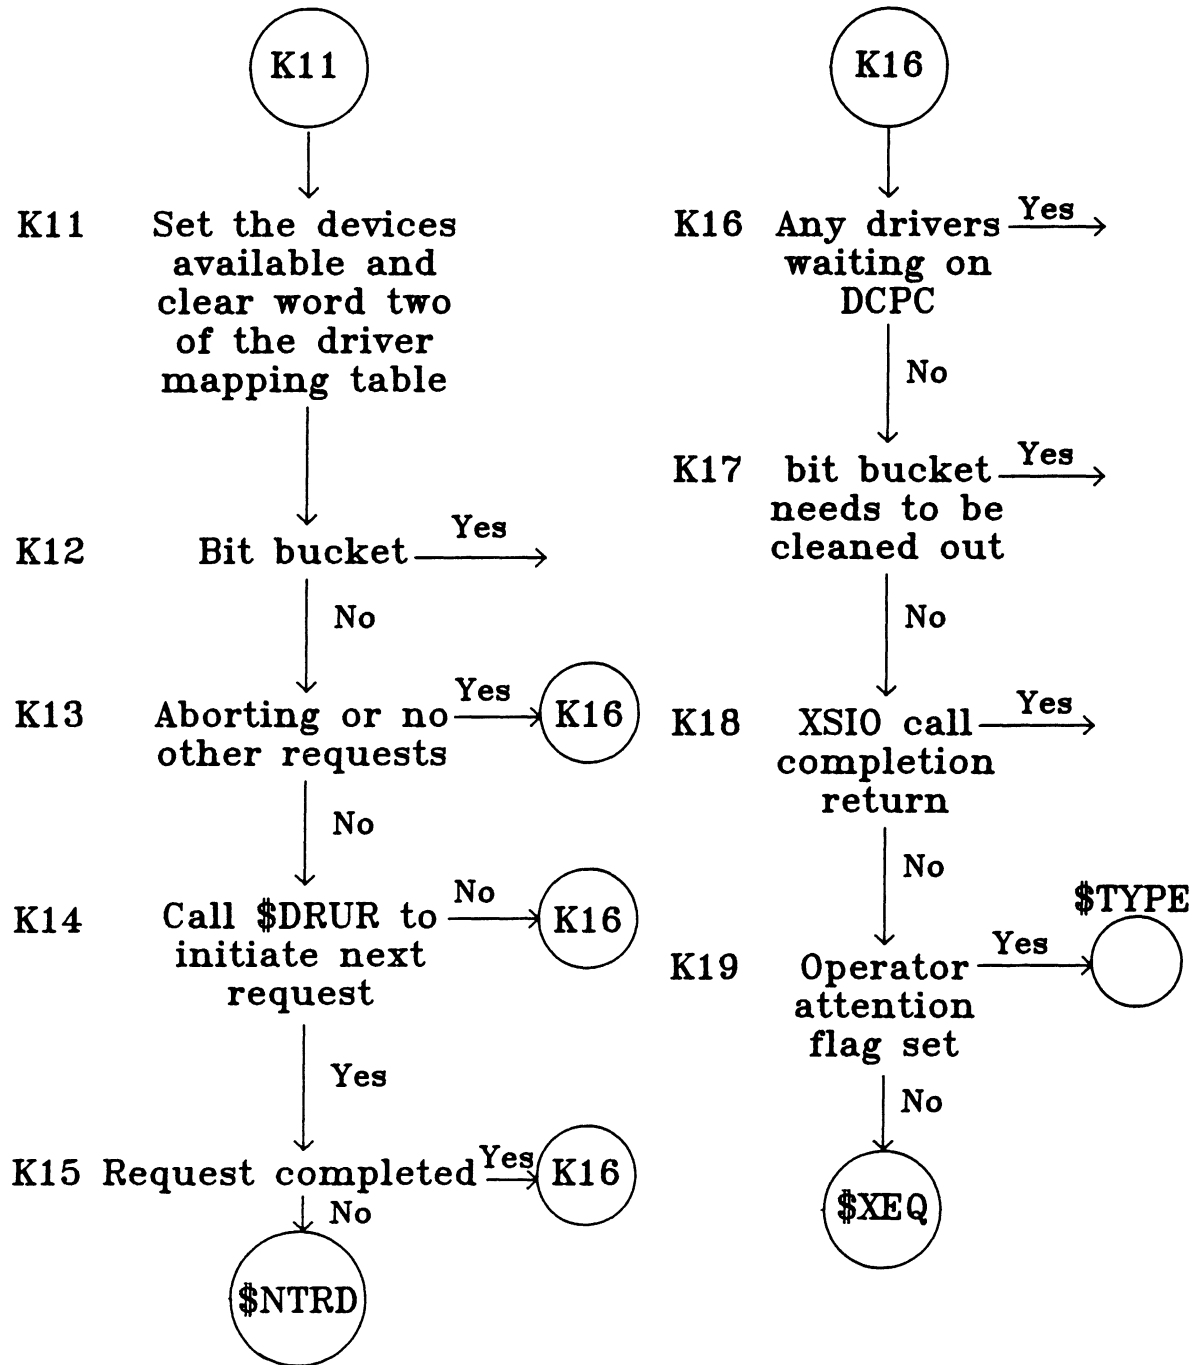 K11
K11 Set the devices
available and
clear word two
of the driver
mapping table
K12 Bit bucket Yes
No
K13 Aborting or no Yes K16
other requests
No
K14 Call $DRUR to No K16
initiate next
request
Yes
K15 Request completed Yes K16
No
$NTRD
K16
K16 Any drivers Yes
waiting on
DCPC
No
K17 bit bucket Yes
needs to be
cleaned out
No
K18 XSIO call Yes
completion
return
No
$TYPE
K19 Operator Yes
attention
flag set
No
$XEQ